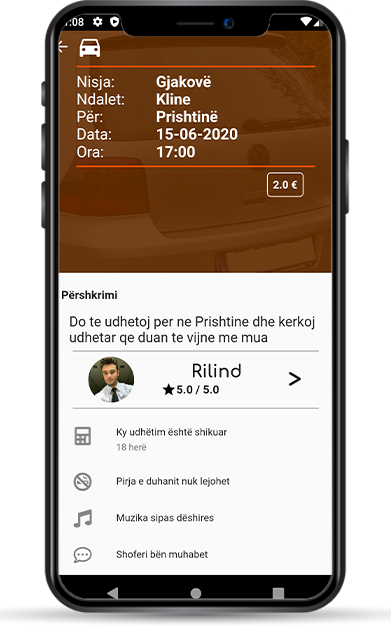 :08
Nisja: Gjakovë
Ndalet: Kline
Për: Prishtinë
Data: 15-06-2020
Ora: 17:00
2.0 €
Përshkrimi
Do te udhetoj per ne Prishtine dhe kerkoj
udhetar qe duan te vijne me mua
Rilind
5.0 / 5.0
Ky udhëtim është shikuar
18 herë
Pirja e duhanit nuk lejohet
Muzika sipas dëshires
Shoferi bën muhabet